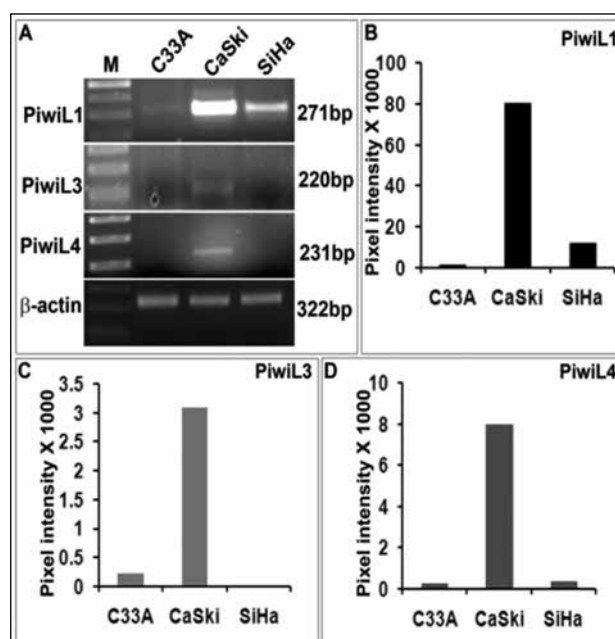 A
M
C33A
CaSki
SiHa
PiwiL1
271bp
PiwiL3
220bp
PiwiL4
231bp
β-actin
322bp
B
PiwiL1
Pixel intensity X 1000
100
80
60
40
20
0
C33A CaSki SiHa
C
PiwiL3
Pixel intensity X 1000
3.5
3
2.5
2
1.5
1
0.5
0
C33A CaSki SiHa
D
PiwiL4
Pixel intensity X 1000
10
8
6
4
2
0
C33A CaSki SiHa